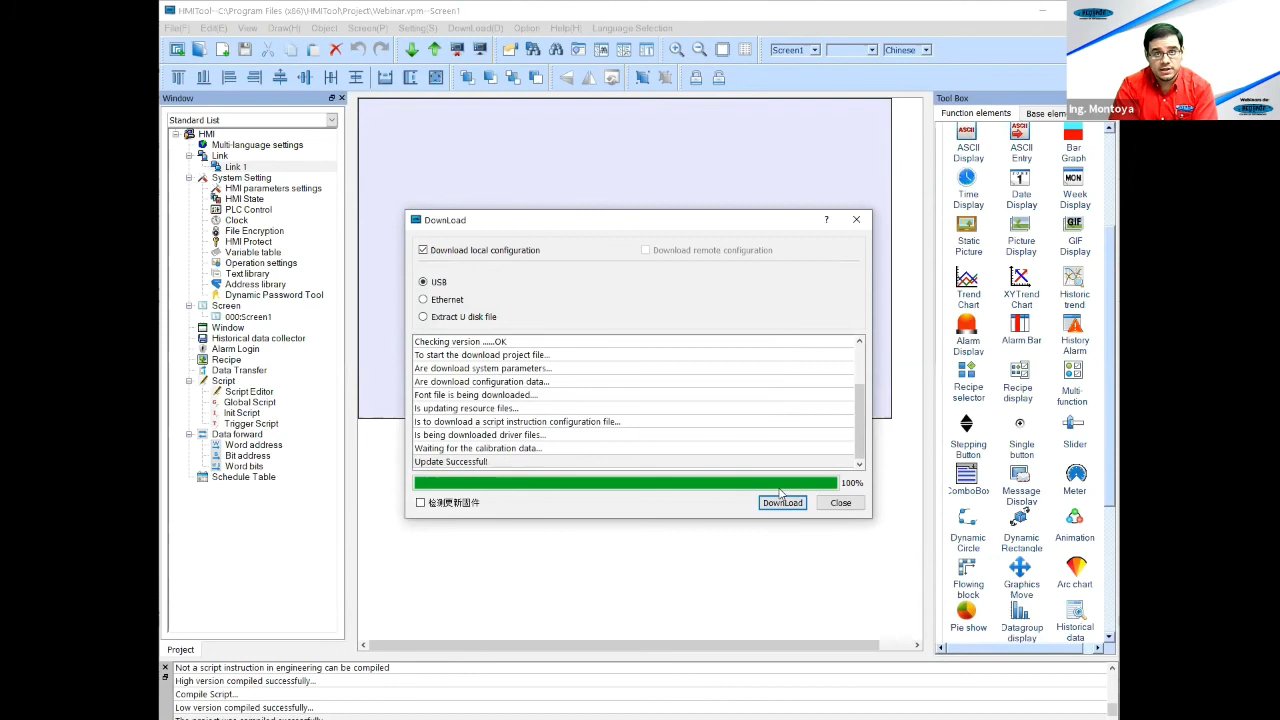 HMITool--C:\Program Files (x86)\HMITool\Project\Webinar.vpm--Screen1
File(F) Edit(E) View Draw(H) Object Screen(P) Setting(S) DownLoad(D) Option Help(H) Language Selection
Screen1 Chinese
Window
Standard List
HMI
Multi-language settings
Link
Link 1
System Setting
HMI parameters settings
HMI State
PLC Control
Clock
File Encryption
HMI Protect
Variable table
Operation settings
Text library
Address library
Dynamic Password Tool
Screen
000:Screen1
Window
Historical data collector
Alarm Login
Recipe
Data Transfer
Script
Script Editor
Global Script
Init Script
Trigger Script
Data forward
Word address
Bit address
Word bits
Schedule Table
Project
DownLoad
Download local configuration
Download remote configuration
USB
Ethernet
Extract U disk file
Checking version ......OK
To start the download project file...
Are download system parameters...
Are download configuration data...
Font file is being downloaded....
Is updating resource files...
Is to download a script instruction configuration file...
Is being downloaded driver files...
Waiting for the calibration data...
Update Successful!
100%
检测更新固件
DownLoad
Close
Tool Box
Function elements Base elem
ASCII Display
ASCII Entry
Bar Graph
Time Display
Date Display
Week Display
Static Picture
Picture Display
GIF Display
Trend Chart
XYTrend Chart
Historic trend
Alarm Display
Alarm Bar
History Alarm
Recipe selector
Recipe display
Multi-function
Stepping Button
Single button
Slider
ComboBox
Message Display
Meter
Dynamic Circle
Dynamic Rectangle
Animation
Flowing block
Graphics Move
Arc chart
Pie show
Datagroup display
Historical data
Not a script instruction in engineering can be compiled
High version compiled successfully...
Compile Script...
Low version compiled successfully...
The project was compiled successfully
Ing. Montoya
Webinars de: